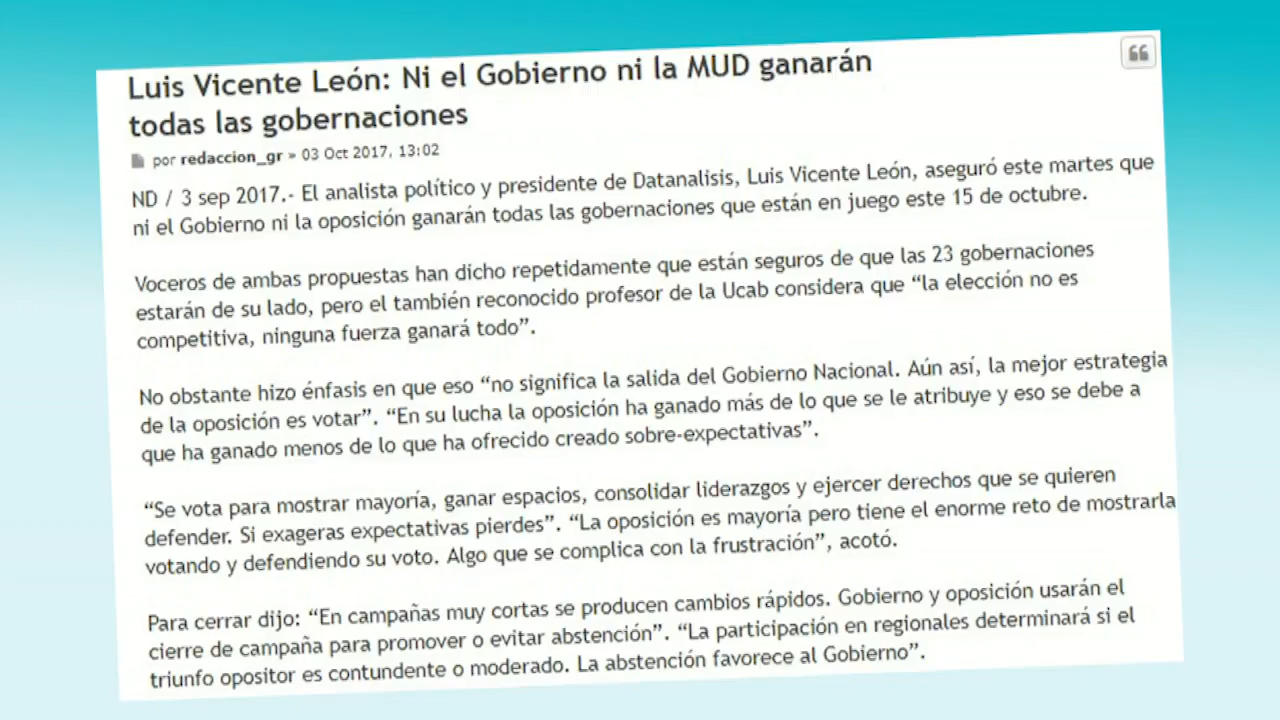 Luis Vicente León: Ni el Gobierno ni la MUD ganarán
todas las gobernaciones
por redaccion_gr » 03 Oct 2017, 13:02
ND / 3 sep 2017.- El analista político y presidente de Datanalisis, Luis Vicente León, aseguró este martes que
ni el Gobierno ni la oposición ganarán todas las gobernaciones que están en juego este 15 de octubre.
Voceros de ambas propuestas han dicho repetidamente que están seguros de que las 23 gobernaciones
estarán de su lado, pero el también reconocido profesor de la Ucab considera que “la elección no es
competitiva, ninguna fuerza ganará todo”.
No obstante hizo énfasis en que eso “no significa la salida del Gobierno Nacional. Aún así, la mejor estrategia
de la oposición es votar”. “En su lucha la oposición ha ganado más de lo que se le atribuye y eso se debe a
que ha ganado menos de lo que ha ofrecido creado sobre-expectativas”.
“Se vota para mostrar mayoría, ganar espacios, consolidar liderazgos y ejercer derechos que se quieren
defender. Si exageras expectativas pierdes”. “La oposición es mayoría pero tiene el enorme reto de mostrarla
votando y defendiendo su voto. Algo que se complica con la frustración”, acotó.
Para cerrar dijo: “En campañas muy cortas se producen cambios rápidos. Gobierno y oposición usarán el
cierre de campaña para promover o evitar abstención”. “La participación en regionales determinará si el
triunfo opositor es contundente o moderado. La abstención favorece al Gobierno”.